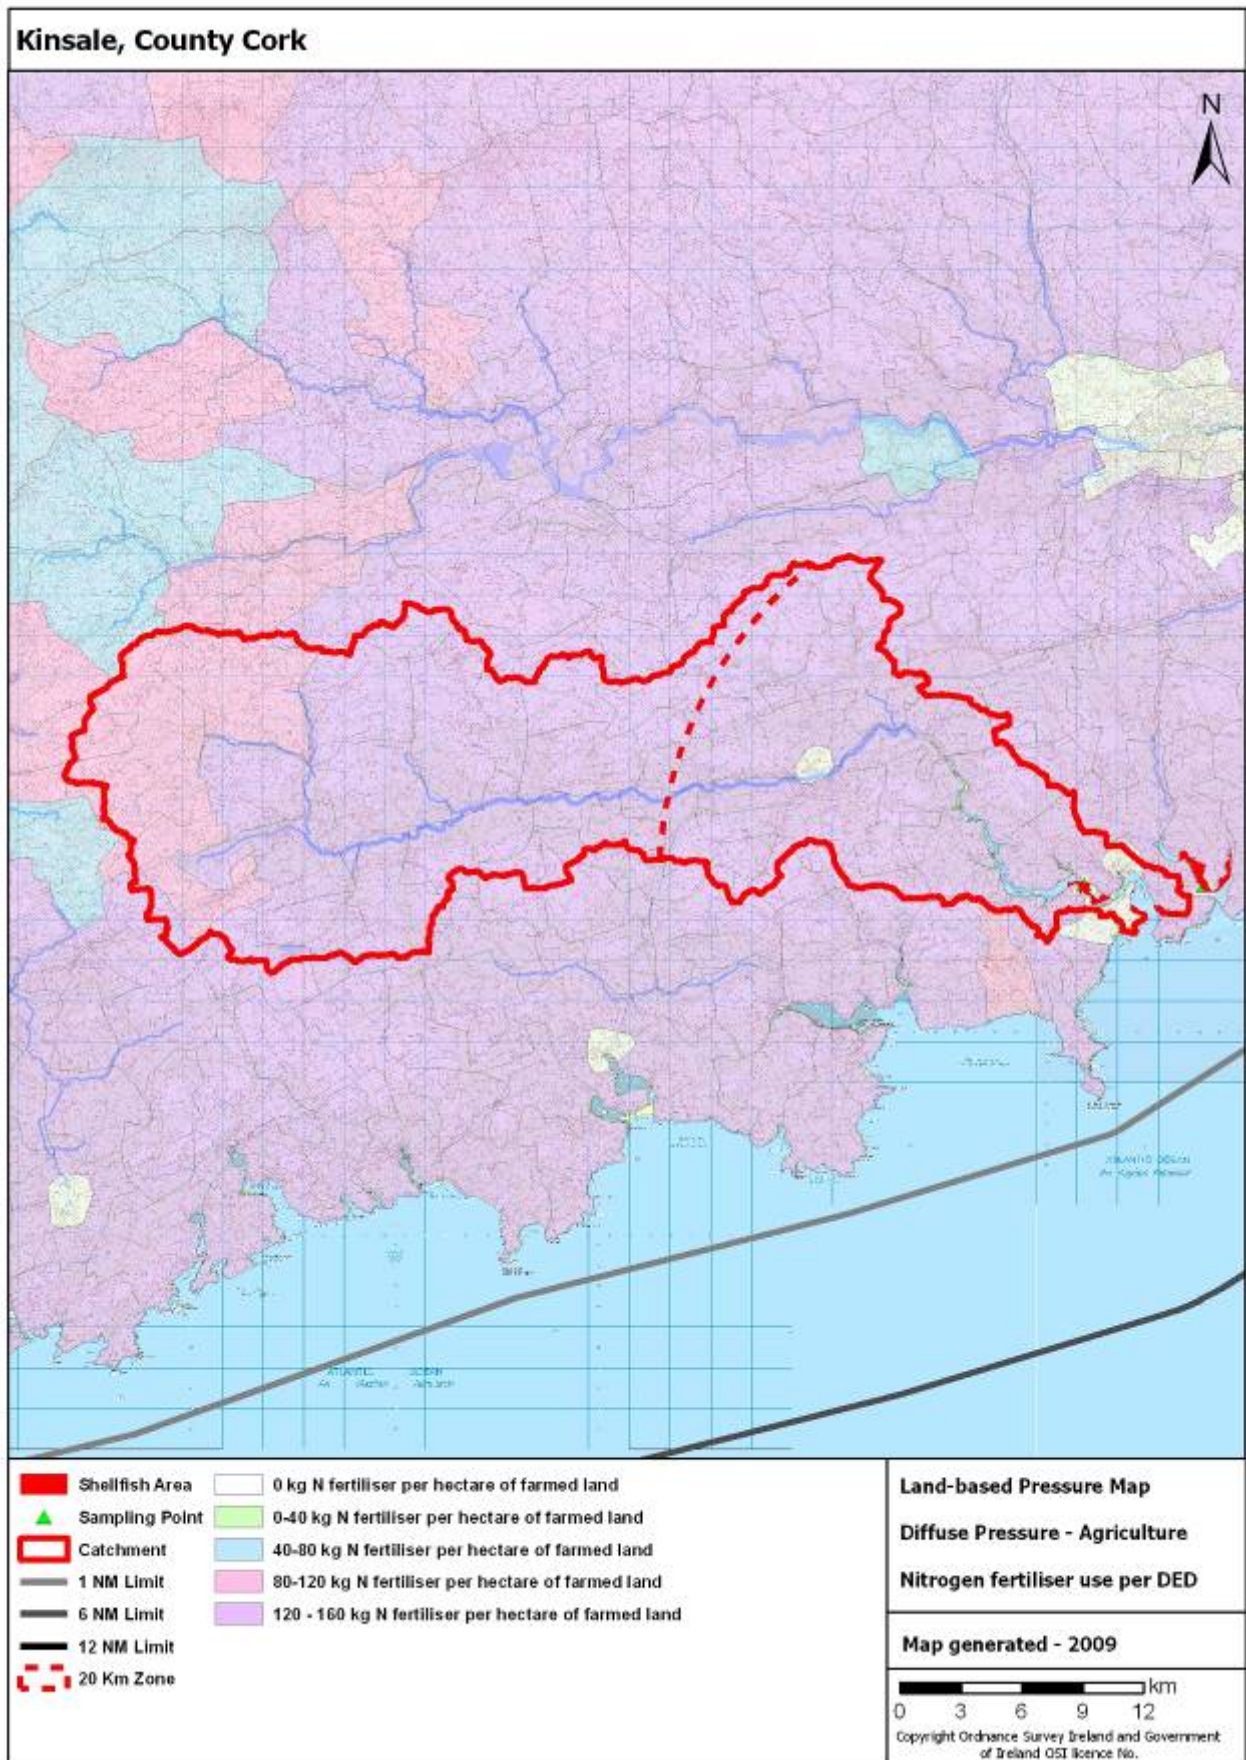 Kinsale, County Cork
N
ATLANTIC OCEAN
ATLANTIC OCEAN
Shellfish Area
Sampling Point
Catchment
1 NM Limit
6 NM Limit
12 NM Limit
20 Km Zone
0 kg N fertiliser per hectare of farmed land
0-40 kg N fertiliser per hectare of farmed land
40-80 kg N fertiliser per hectare of farmed land
80-120 kg N fertiliser per hectare of farmed land
120 - 160 kg N fertiliser per hectare of farmed land
Land-based Pressure Map
Diffuse Pressure - Agriculture
Nitrogen fertiliser use per DED
Map generated - 2009
km
0 3 6 9 12
Copyright Ordnance Survey Ireland and Government
of Ireland OSI licence No.